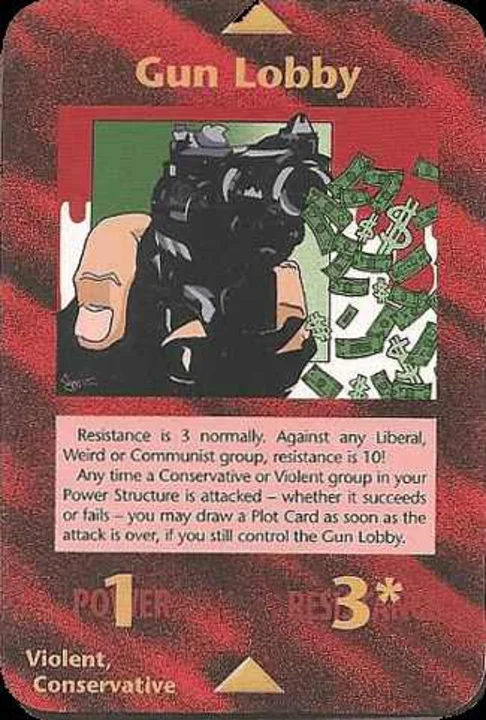 Gun Lobby
Resistance is 3 normally. Against any Liberal,
Weird or Communist group, resistance is 10!
Any time a Conservative or Violent group in your
Power Structure is attacked – whether it succeeds
or fails – you may draw a Plot Card as soon as the
attack is over, if you still control the Gun Lobby.
POWER 1
3*
Violent,
Conservative